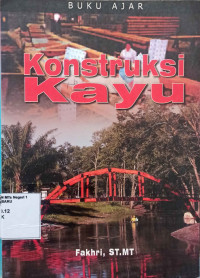 BUKU AJAR
Konstruksi
Kayu
Fakhri, ST.MT